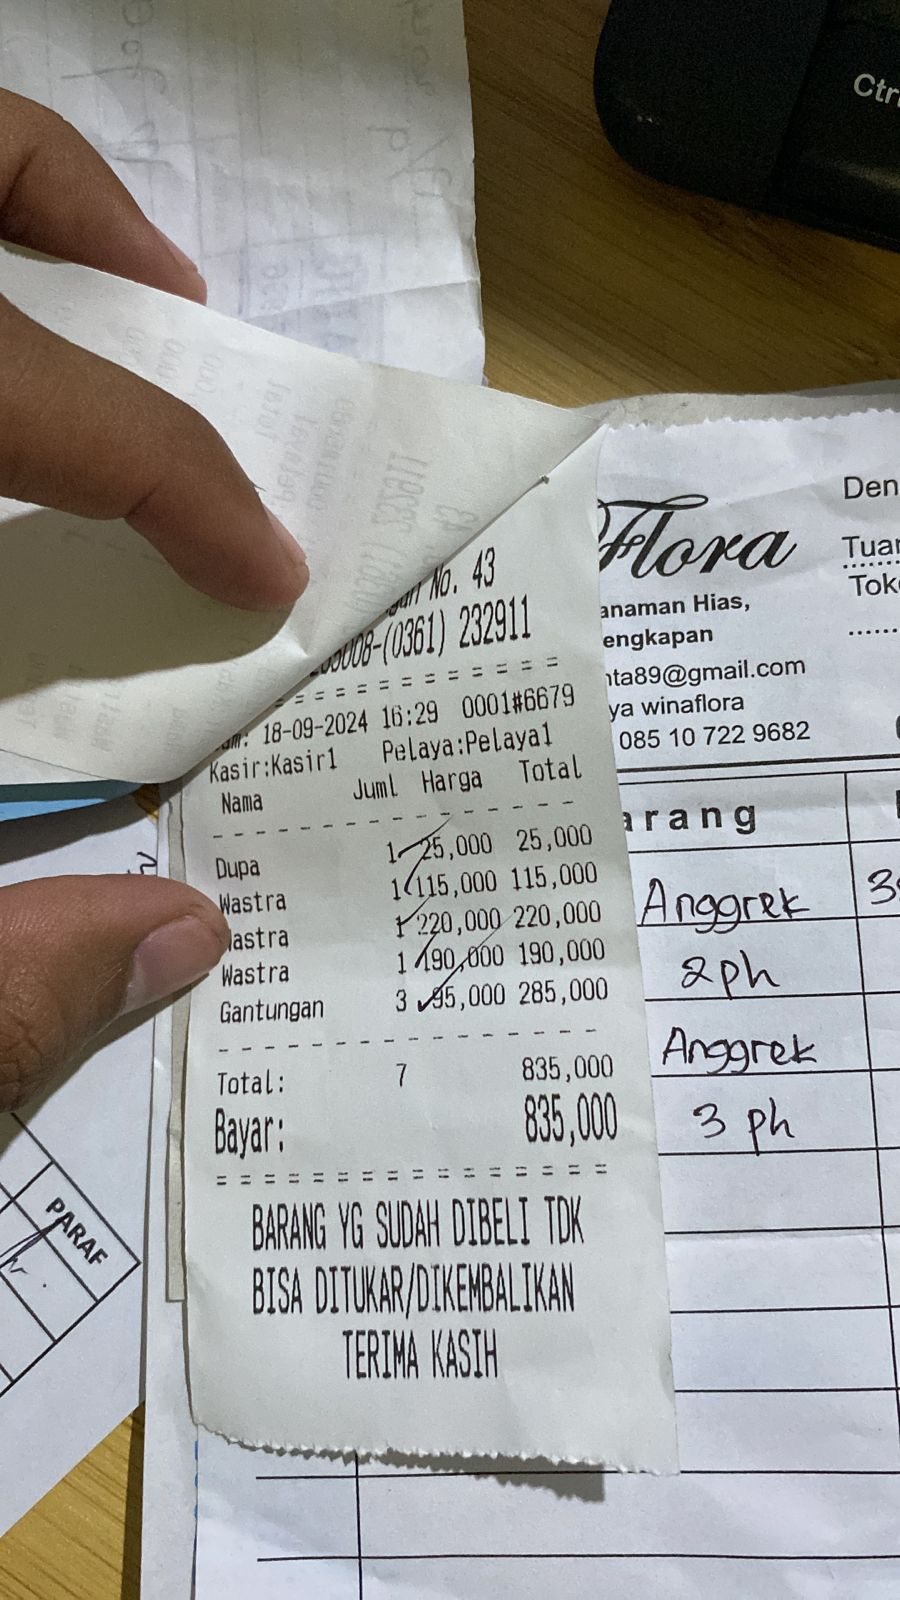 Ctrl
No. 43
(0361) 232911
= = = = = = = = = = = = = =
18-09-2024 16:29 0001#6679
Kasir:Kasir1 Pelaya:Pelaya1
Nama Juml Harga Total
- - - - - - - - - - - - - - - -
Dupa 1 25,000 25,000
Wastra 1 115,000 115,000
Wastra 1 220,000 220,000
Wastra 1 190,000 190,000
Gantungan 3 95,000 285,000
- - - - - - - - - - - - - - - -
Total: 7 835,000
Bayar: 835,000
= = = = = = = = = = = = = = = = = =
BARANG YG SUDAH DIBELI TDK
BISA DITUKAR/DIKEMBALIKAN
TERIMA KASIH
Flora
anaman Hias,
engkapan
nta89@gmail.com
ya winaflora
085 10 722 9682
Den
Tuan
Toko
arang
Anggrek
2 ph
Anggrek
3 ph
PARAF